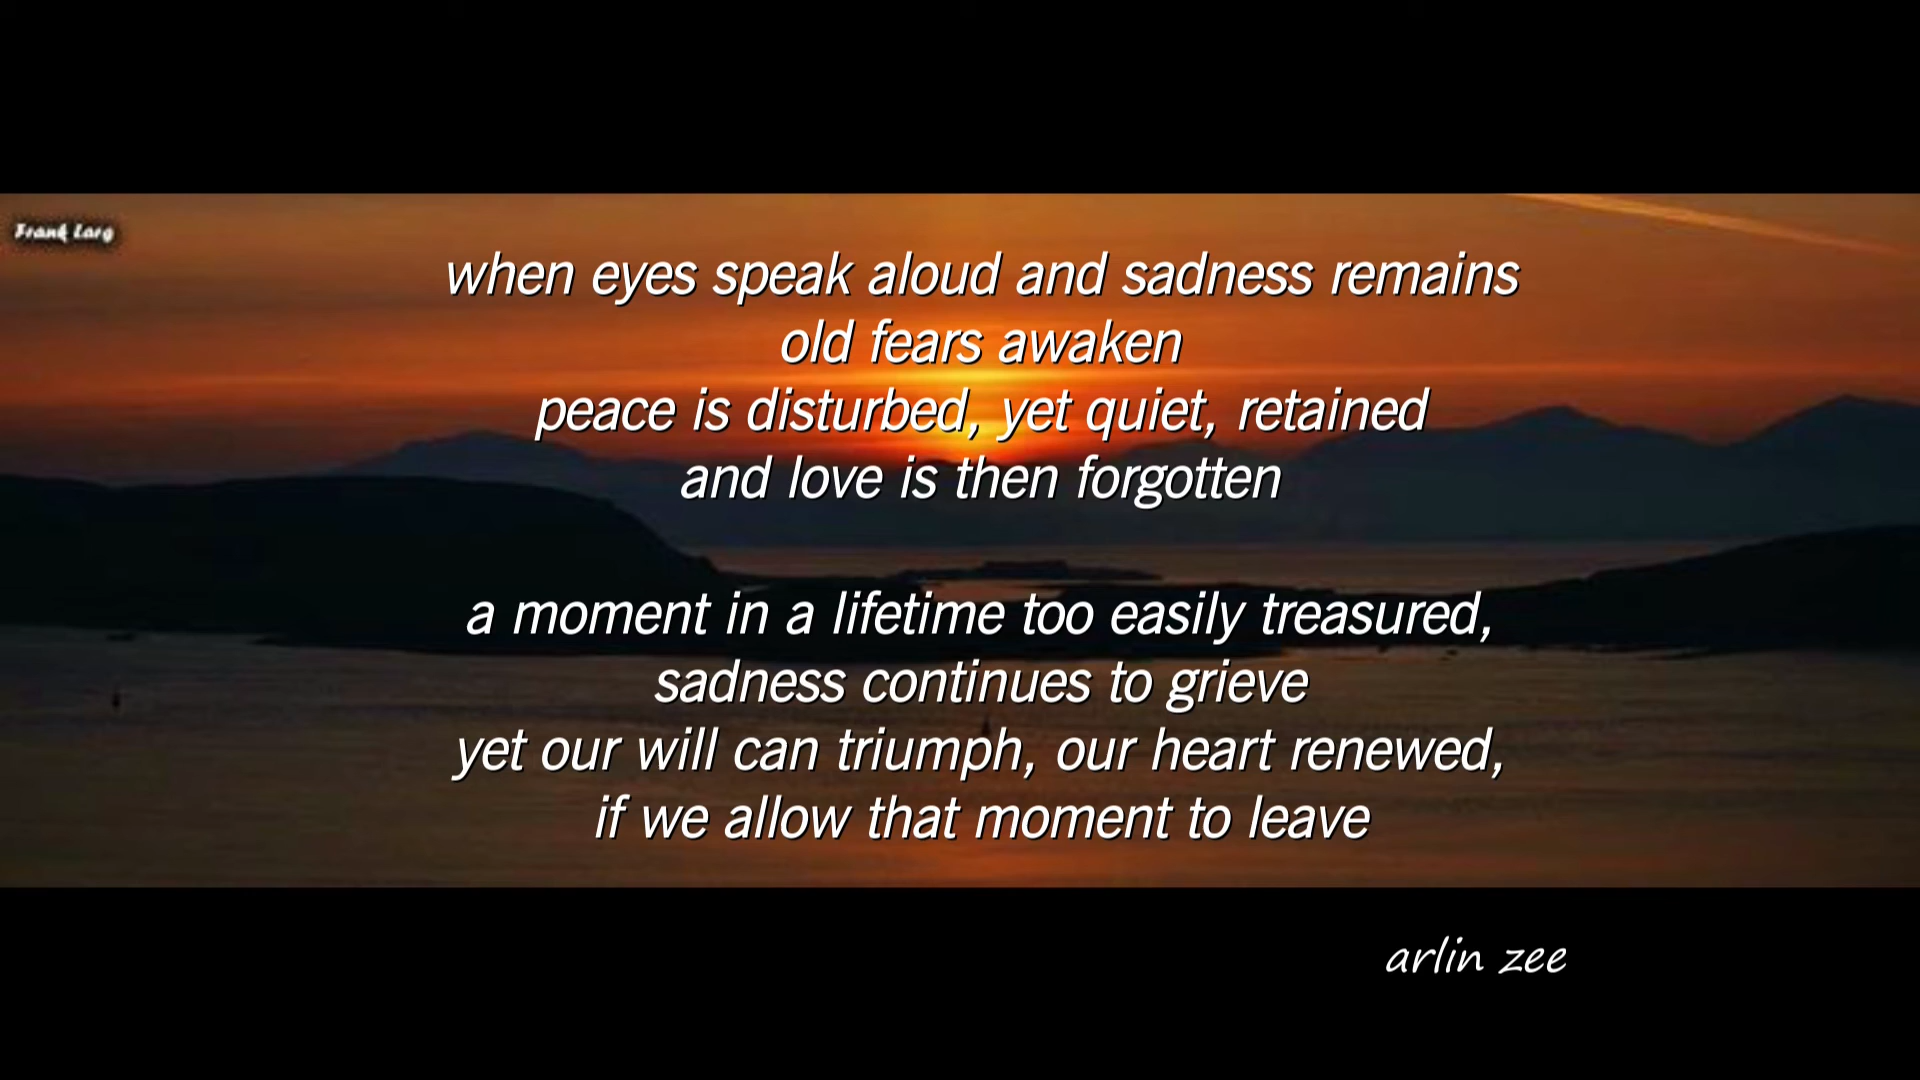 Frank Larg
when eyes speak aloud and sadness remains
old fears awaken
peace is disturbed, yet quiet, retained
and love is then forgotten
a moment in a lifetime too easily treasured,
sadness continues to grieve
yet our will can triumph, our heart renewed,
if we allow that moment to leave
arlin zee